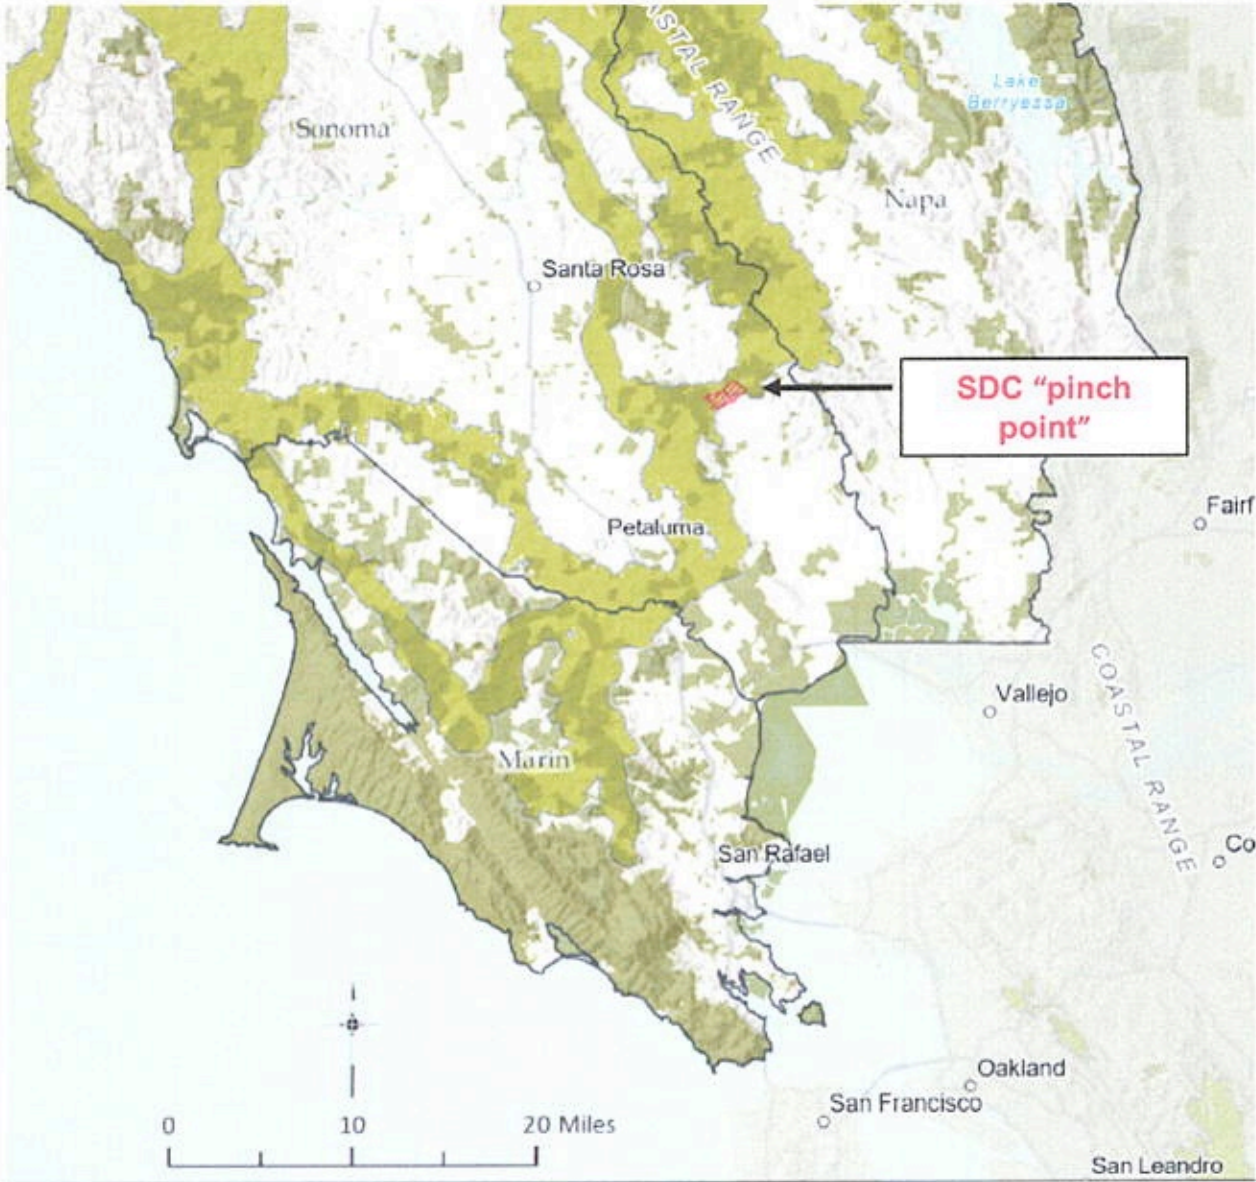 STAL RANGE
Lake
Berryessa
Sonoma
Napa
Santa Rosa
SDC "pinch
point"
Fairf
Petaluma
COASTAL RANGE
Vallejo
Marin
San Rafael
Co
Oakland
San Francisco
0 10 20 Miles
San Leandro